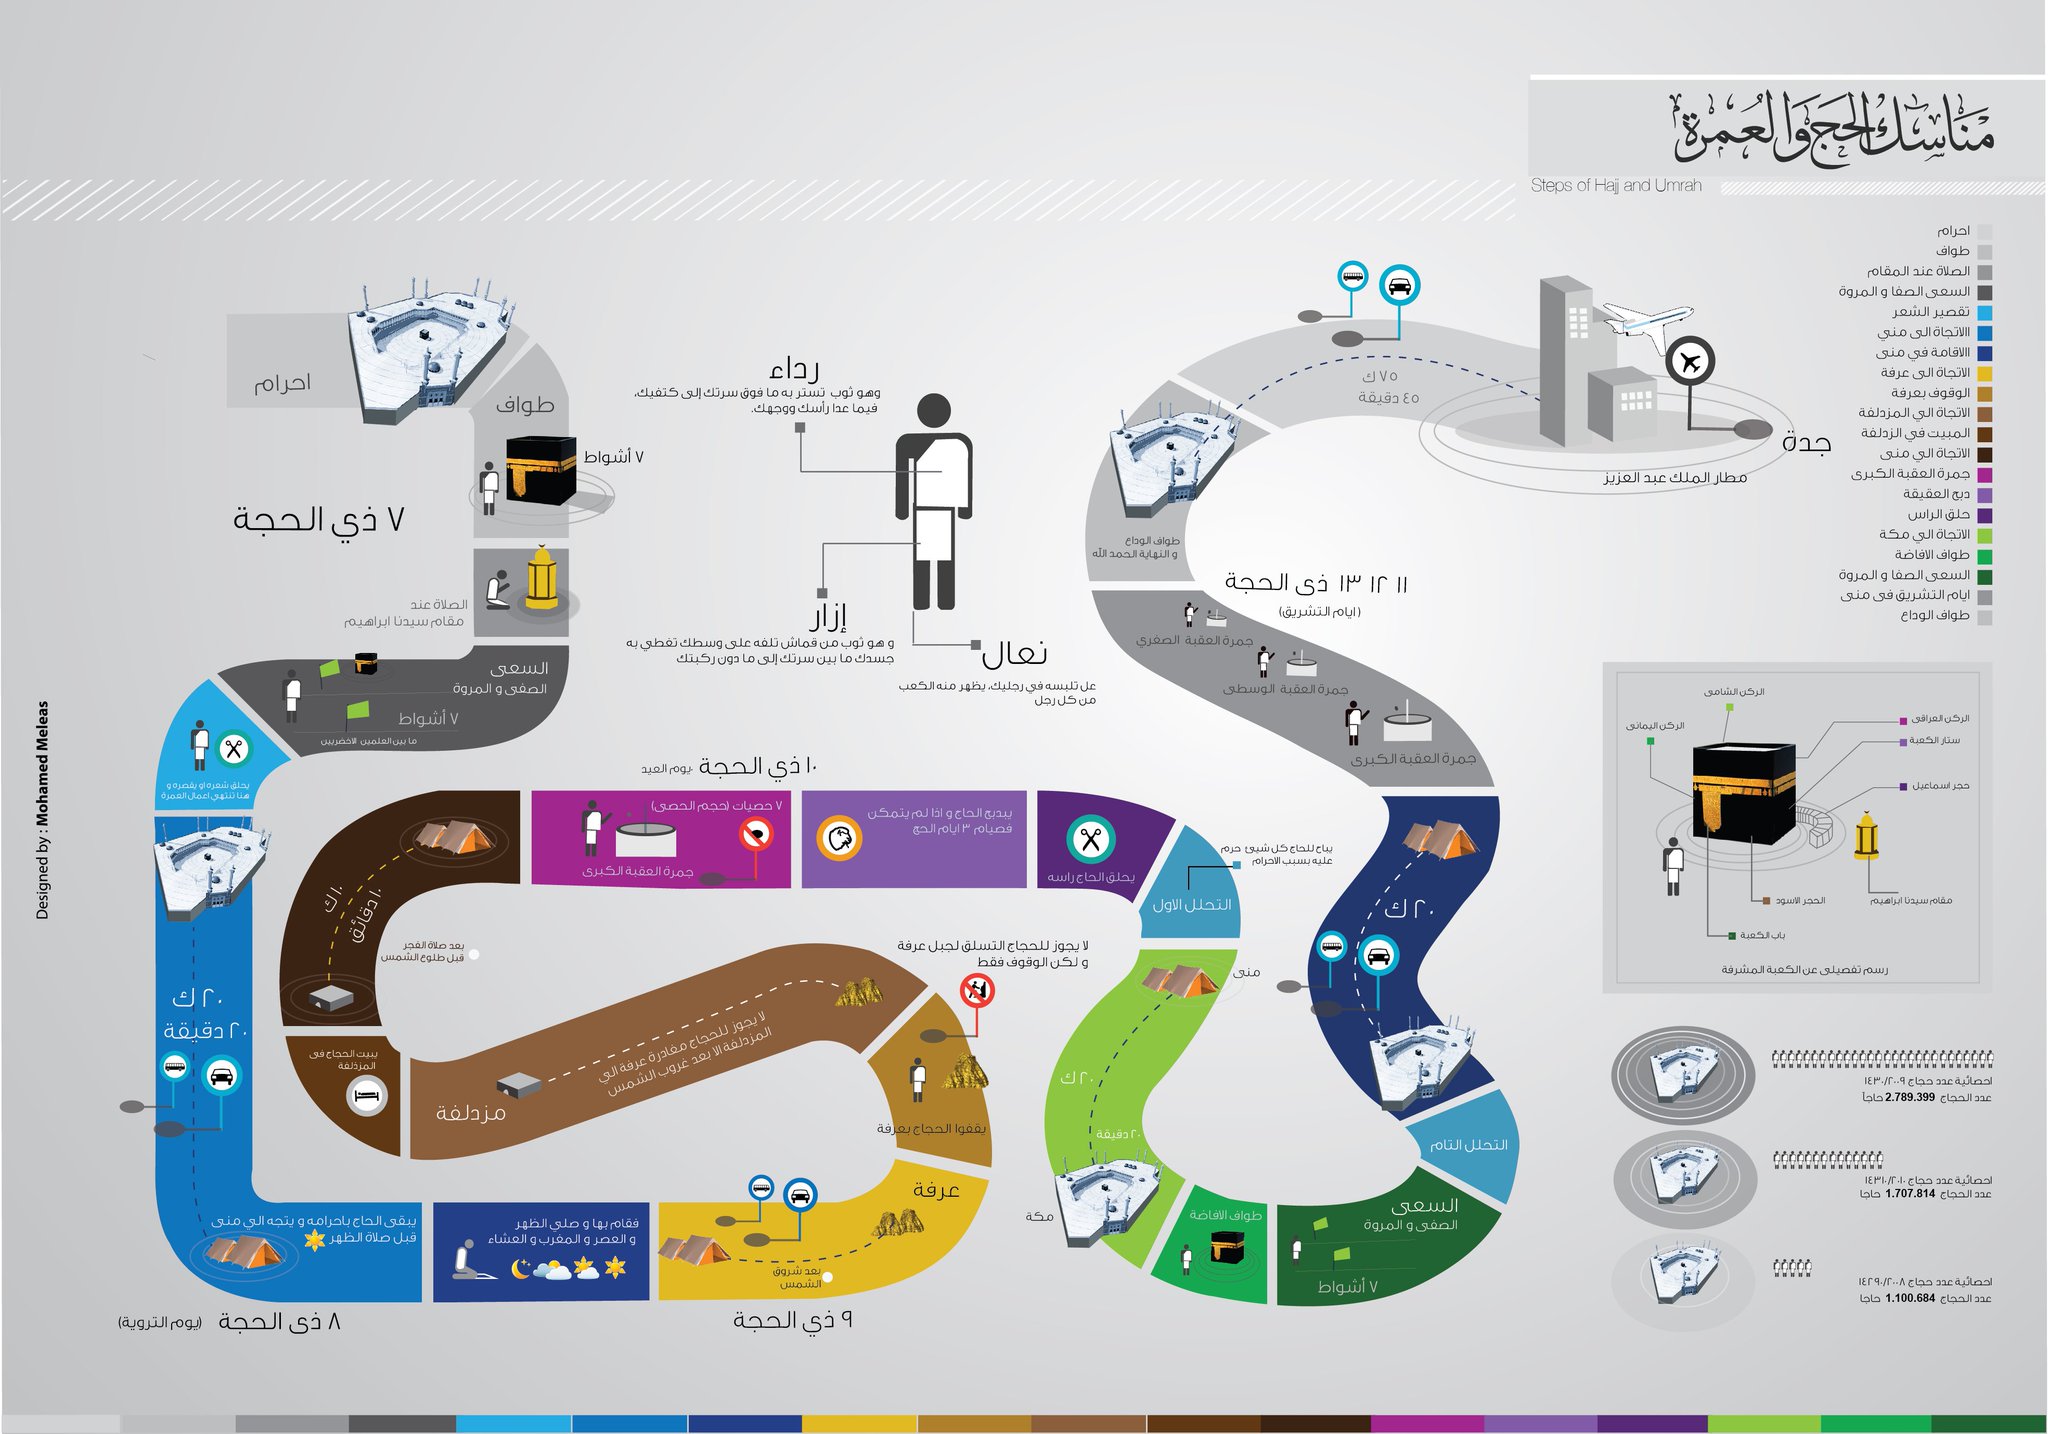 مناسك الحج والعمرة
Steps of Hajj and Umrah
احرام
طواف
الصلاة عند المقام
السعى الصفا و المروة
تقصير الشعر
الاتجاة الى مني
الاقامة في منى
الاتجاة الى عرفة
الوقوف بعرفة
الاتجاة الي المزدلفة
المبيت في الزدلفة
الاتجاة الي منى
جمرة العقبة الكبرى
دبح العقيقة
حلق الراس
الاتجاة الي مكة
طواف الافاضة
السعى الصفا و المروة
ايام التشريق فى منى
طواف الوداع
احرام
طواف
٧ أشواط
٧ ذي الحجة
الصلاة عند
مقام سيدنا ابراهيم
السعى
الصفى و المروة
٧ أشواط
ما بين العلمين الاخضريين
يحلق شعره او يقصره و
هنا تنتهي اعمال العمرة
٢٠ ك
٢٠ دقيقة
يبقى الحاج باحرامه و يتجه الي منى
قبل صلاة الظهر
٨ ذى الحجة (يوم التروية)
فقام بها و صلي الظهر
و العصر و المغرب و العشاء
عرفة
بعد شروق
الشمس
٩ ذي الحجة
يقفوا الحجاج بعرفة
لا يجوز للحجاج التسلق لجبل عرفة
و لكن الوقوف فقط
لا يجوز للحجاج مغادرة عرفة الي
المزدلفة الا بعد غروب الشمس
مزدلفة
يبيت الحجاج فى
المزدلفة
بعد صلاة الفجر
قبل طلوع الشمس
١٠ ك
١٠ دقائق
١٠ ذي الحجة يوم العيد
٧ حصيات (حجم الحصى)
جمرة العقبة الكبرى
يبدبح الحاج و اذا لم يتمكن
فصيام ٣ ايام الحج
يحلق الحاج راسه
يباح للحاج كل شيئ حرم
عليه بسبب الاحرام
التحلل الاول
منى
٢٠ ك
٢٠ دقيقة
مكة
طواف الافاضة
السعى
الصفى و المروة
٧ أشواط
التحلل التام
٢٠ ك
١١ ١٢ ١٣ ذى الحجة
(ايام التشريق)
جمرة العقبة الصغري
جمرة العقبة الوسطى
جمرة العقبة الكبرى
طواف الوداع
و النهاية الحمد الله
٧٥ ك
٤٥ دقيقة
جدة
مطار الملك عبد العزيز
رداء
وهو ثوب تستر به ما فوق سرتك إلى كتفيك،
فيما عدا رأسك ووجهك.
إزار
و هو ثوب من قماش تلفه على وسطك تغطي به
جسدك ما بين سرتك إلى ما دون ركبتك
نعال
عل تلبسه في رجليك، يظهر منه الكعب
من كل رجل
الركن الشامى
الركن اليمانى
الركن العراقى
ستار الكعبة
حجر اسماعيل
مقام سيدنا ابراهيم
الحجر الاسود
باب الكعبة
رسم تفصيلى عن الكعبة المشرفة
احصائية عدد حجاج ١٤٣٠/٢٠٠٩
عدد الحجاج 2.789.399 حاجاً
احصائية عدد حجاج ١٤٣١/٢٠١٠
عدد الحجاج 1.707.814 حاجا
احصائية عدد حجاج ١٤٢٩/٢٠٠٨
عدد الحجاج 1.100.684 حاجا
Designed by : Mohamed Meleas